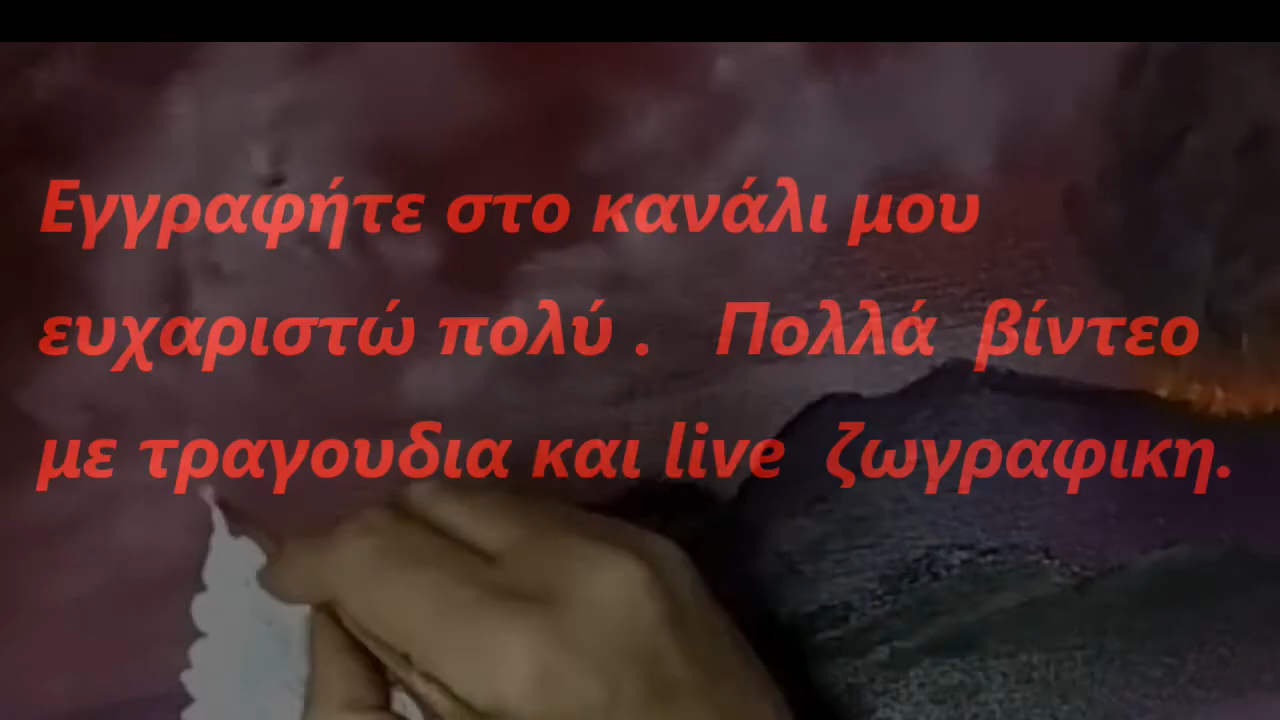 Εγγραφήτε στο κανάλι μου
ευχαριστώ πολύ . Πολλά βίντεο
με τραγουδια και live ζωγραφικη.